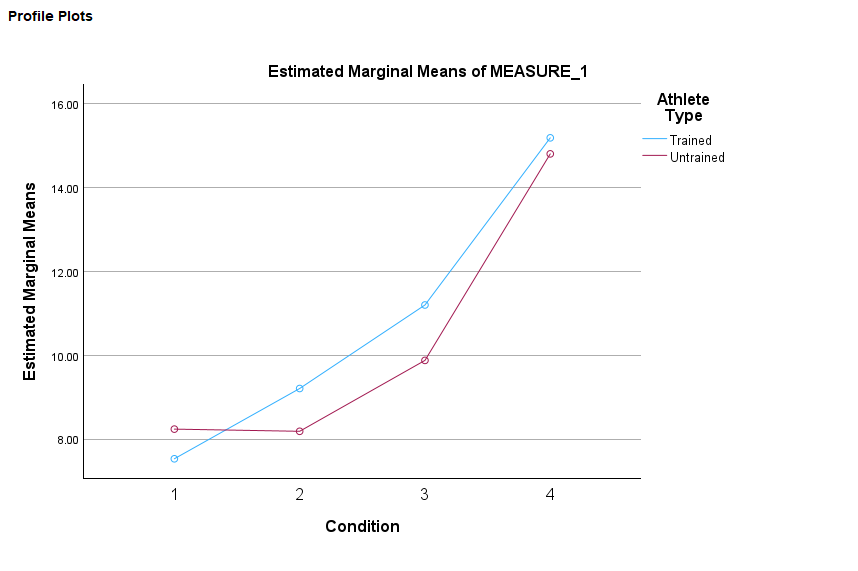 Profile Plots
Estimated Marginal Means of MEASURE_1
Athlete
Type
Trained
Untrained
Estimated Marginal Means
16.00
14.00
12.00
10.00
8.00
1 2 3 4
Condition